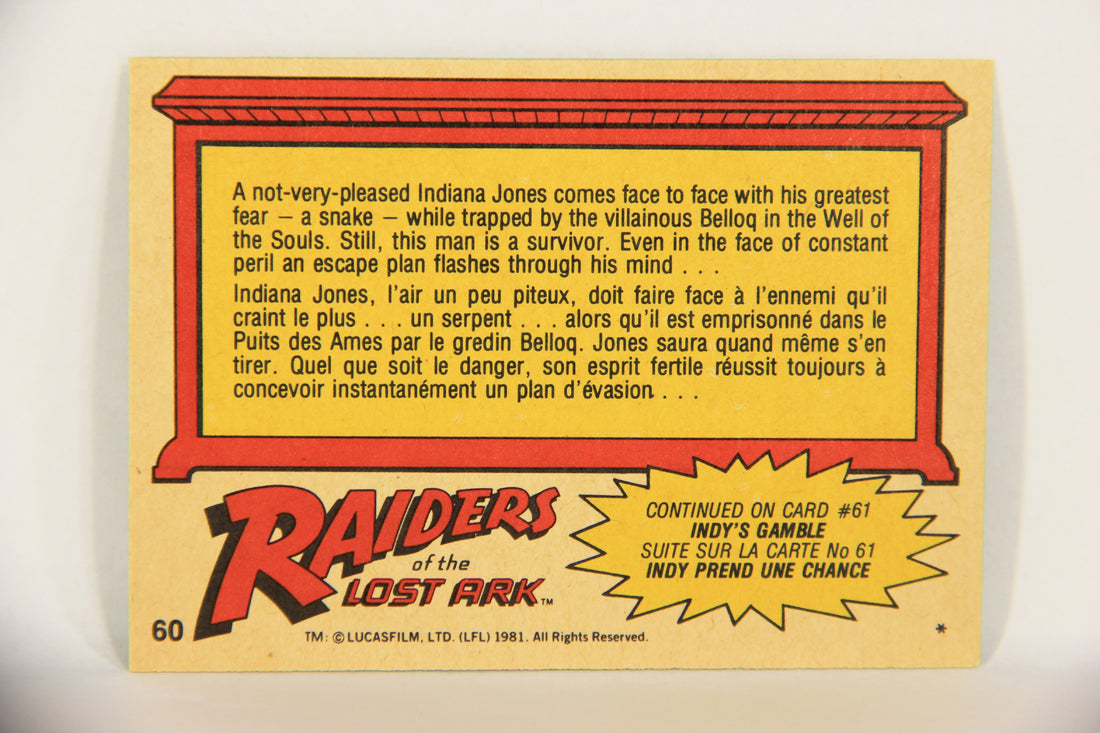 A not-very-pleased Indiana Jones comes face to face with his greatest
fear – a snake – while trapped by the villainous Belloq in the Well of
the Souls. Still, this man is a survivor. Even in the face of constant
peril an escape plan flashes through his mind . . .
Indiana Jones, l'air un peu piteux, doit faire face à l'ennemi qu'il
craint le plus . . . un serpent . . . alors qu'il est emprisonné dans le
Puits des Ames par le gredin Belloq. Jones saura quand même s'en
tirer. Quel que soit le danger, son esprit fertile réussit toujours à
concevoir instantanément un plan d'évasion . . .
RAIDERS
of the
LOST ARK™
CONTINUED ON CARD #61
INDY'S GAMBLE
SUITE SUR LA CARTE No 61
INDY PREND UNE CHANCE
60
TM: © LUCASFILM, LTD. (LFL) 1981. All Rights Reserved.
*